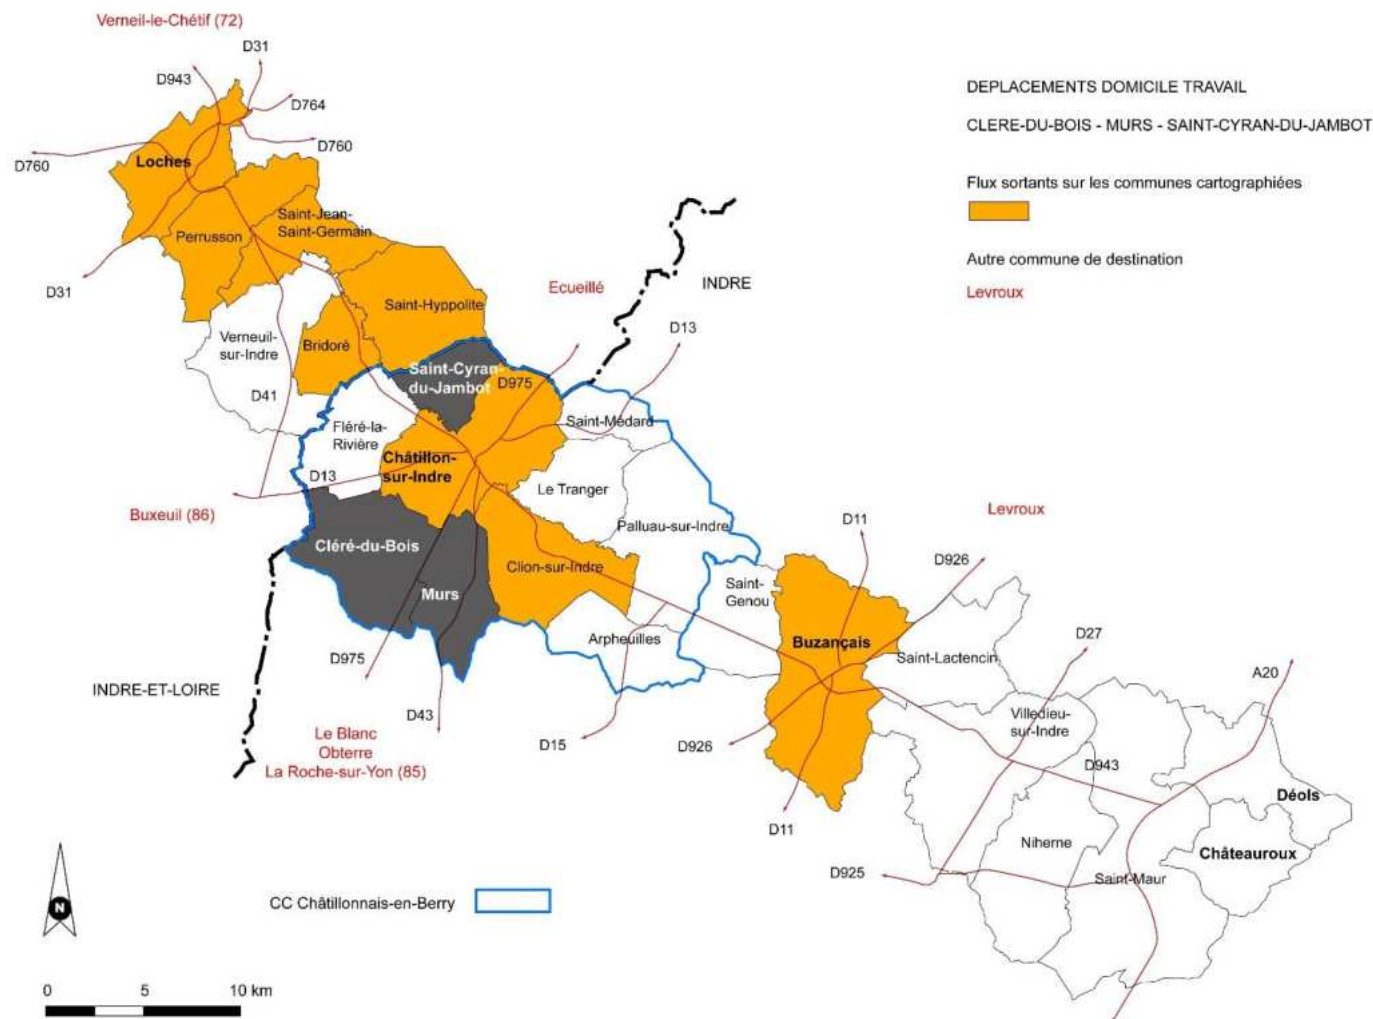 Verneil-le-Chétif (72)
D31
D943
D764
D760
D760
Loches
Saint-Jean-
Saint-Germain
Perrusson
D31
Saint-Hyppolite
Ecueillé
INDRE
D13
Verneuil-
sur-Indre
Bridoré
Saint-Cyran-
du-Jambot
D975
D41
Fléré-la-
Rivière
Saint-Médard
Châtillon-
sur-Indre
D13
Le Tranger
Buxeuil (86)
Palluau-sur-Indre
Cléré-du-Bois
Clion-sur-Indre
Murs
Saint-
Genou
D11
Levroux
D926
Arpheuilles
Buzançais
Saint-Lactencin
D27
A20
D975
INDRE-ET-LOIRE
D43
Le Blanc
Obterre
La Roche-sur-Yon (85)
D15
D926
Villedieu-
sur-Indre
D943
Déols
D11
Niherne
Châteauroux
D925
Saint-Maur
DEPLACEMENTS DOMICILE TRAVAIL
CLERE-DU-BOIS - MURS - SAINT-CYRAN-DU-JAMBOT
Flux sortants sur les communes cartographiées
Autre commune de destination
Levroux
CC Châtillonnais-en-Berry
N
0 5 10 km